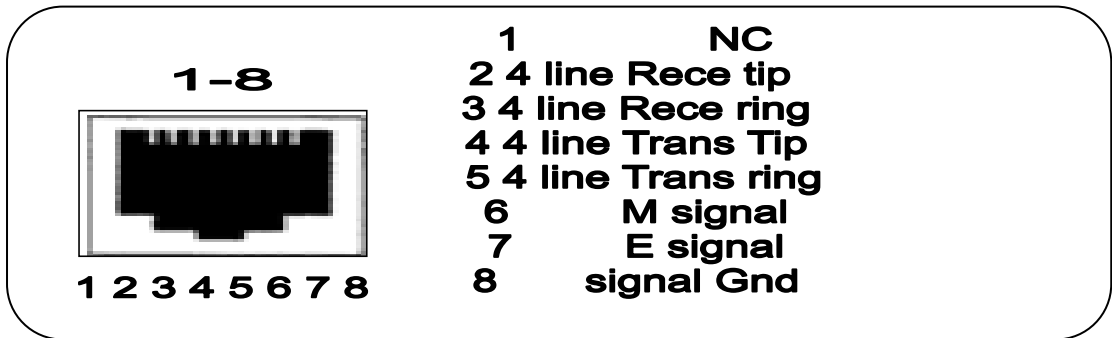 1-8
1 2 3 4 5 6 7 8
1 NC
2 4 line Rece tip
3 4 line Rece ring
4 4 line Trans Tip
5 4 line Trans ring
6 M signal
7 E signal
8 signal Gnd